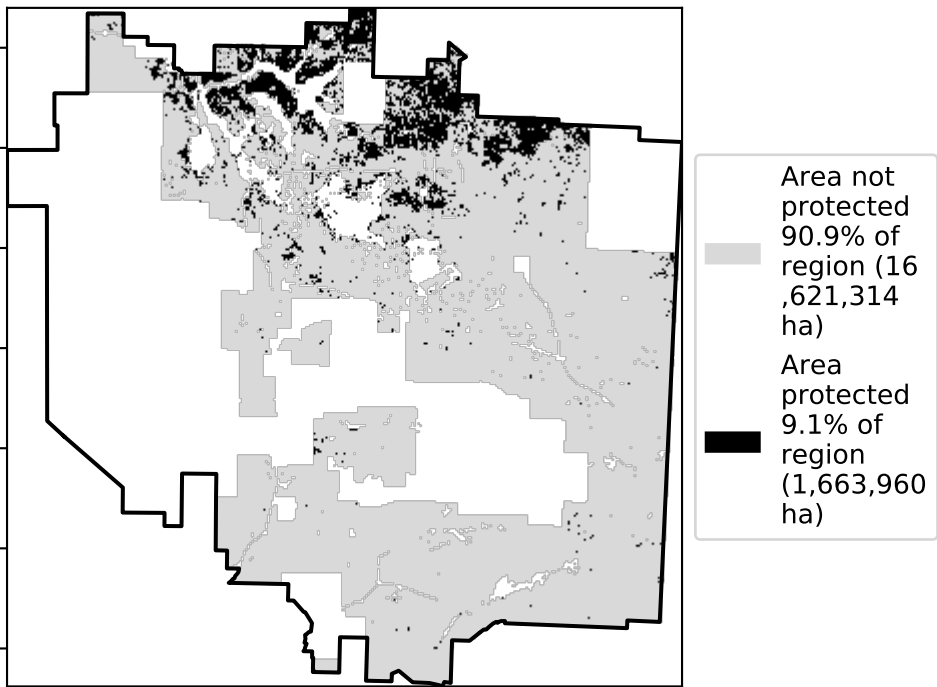 Area not
protected
90.9% of
region (16
,621,314
ha)
Area
protected
9.1% of
region
(1,663,960
ha)